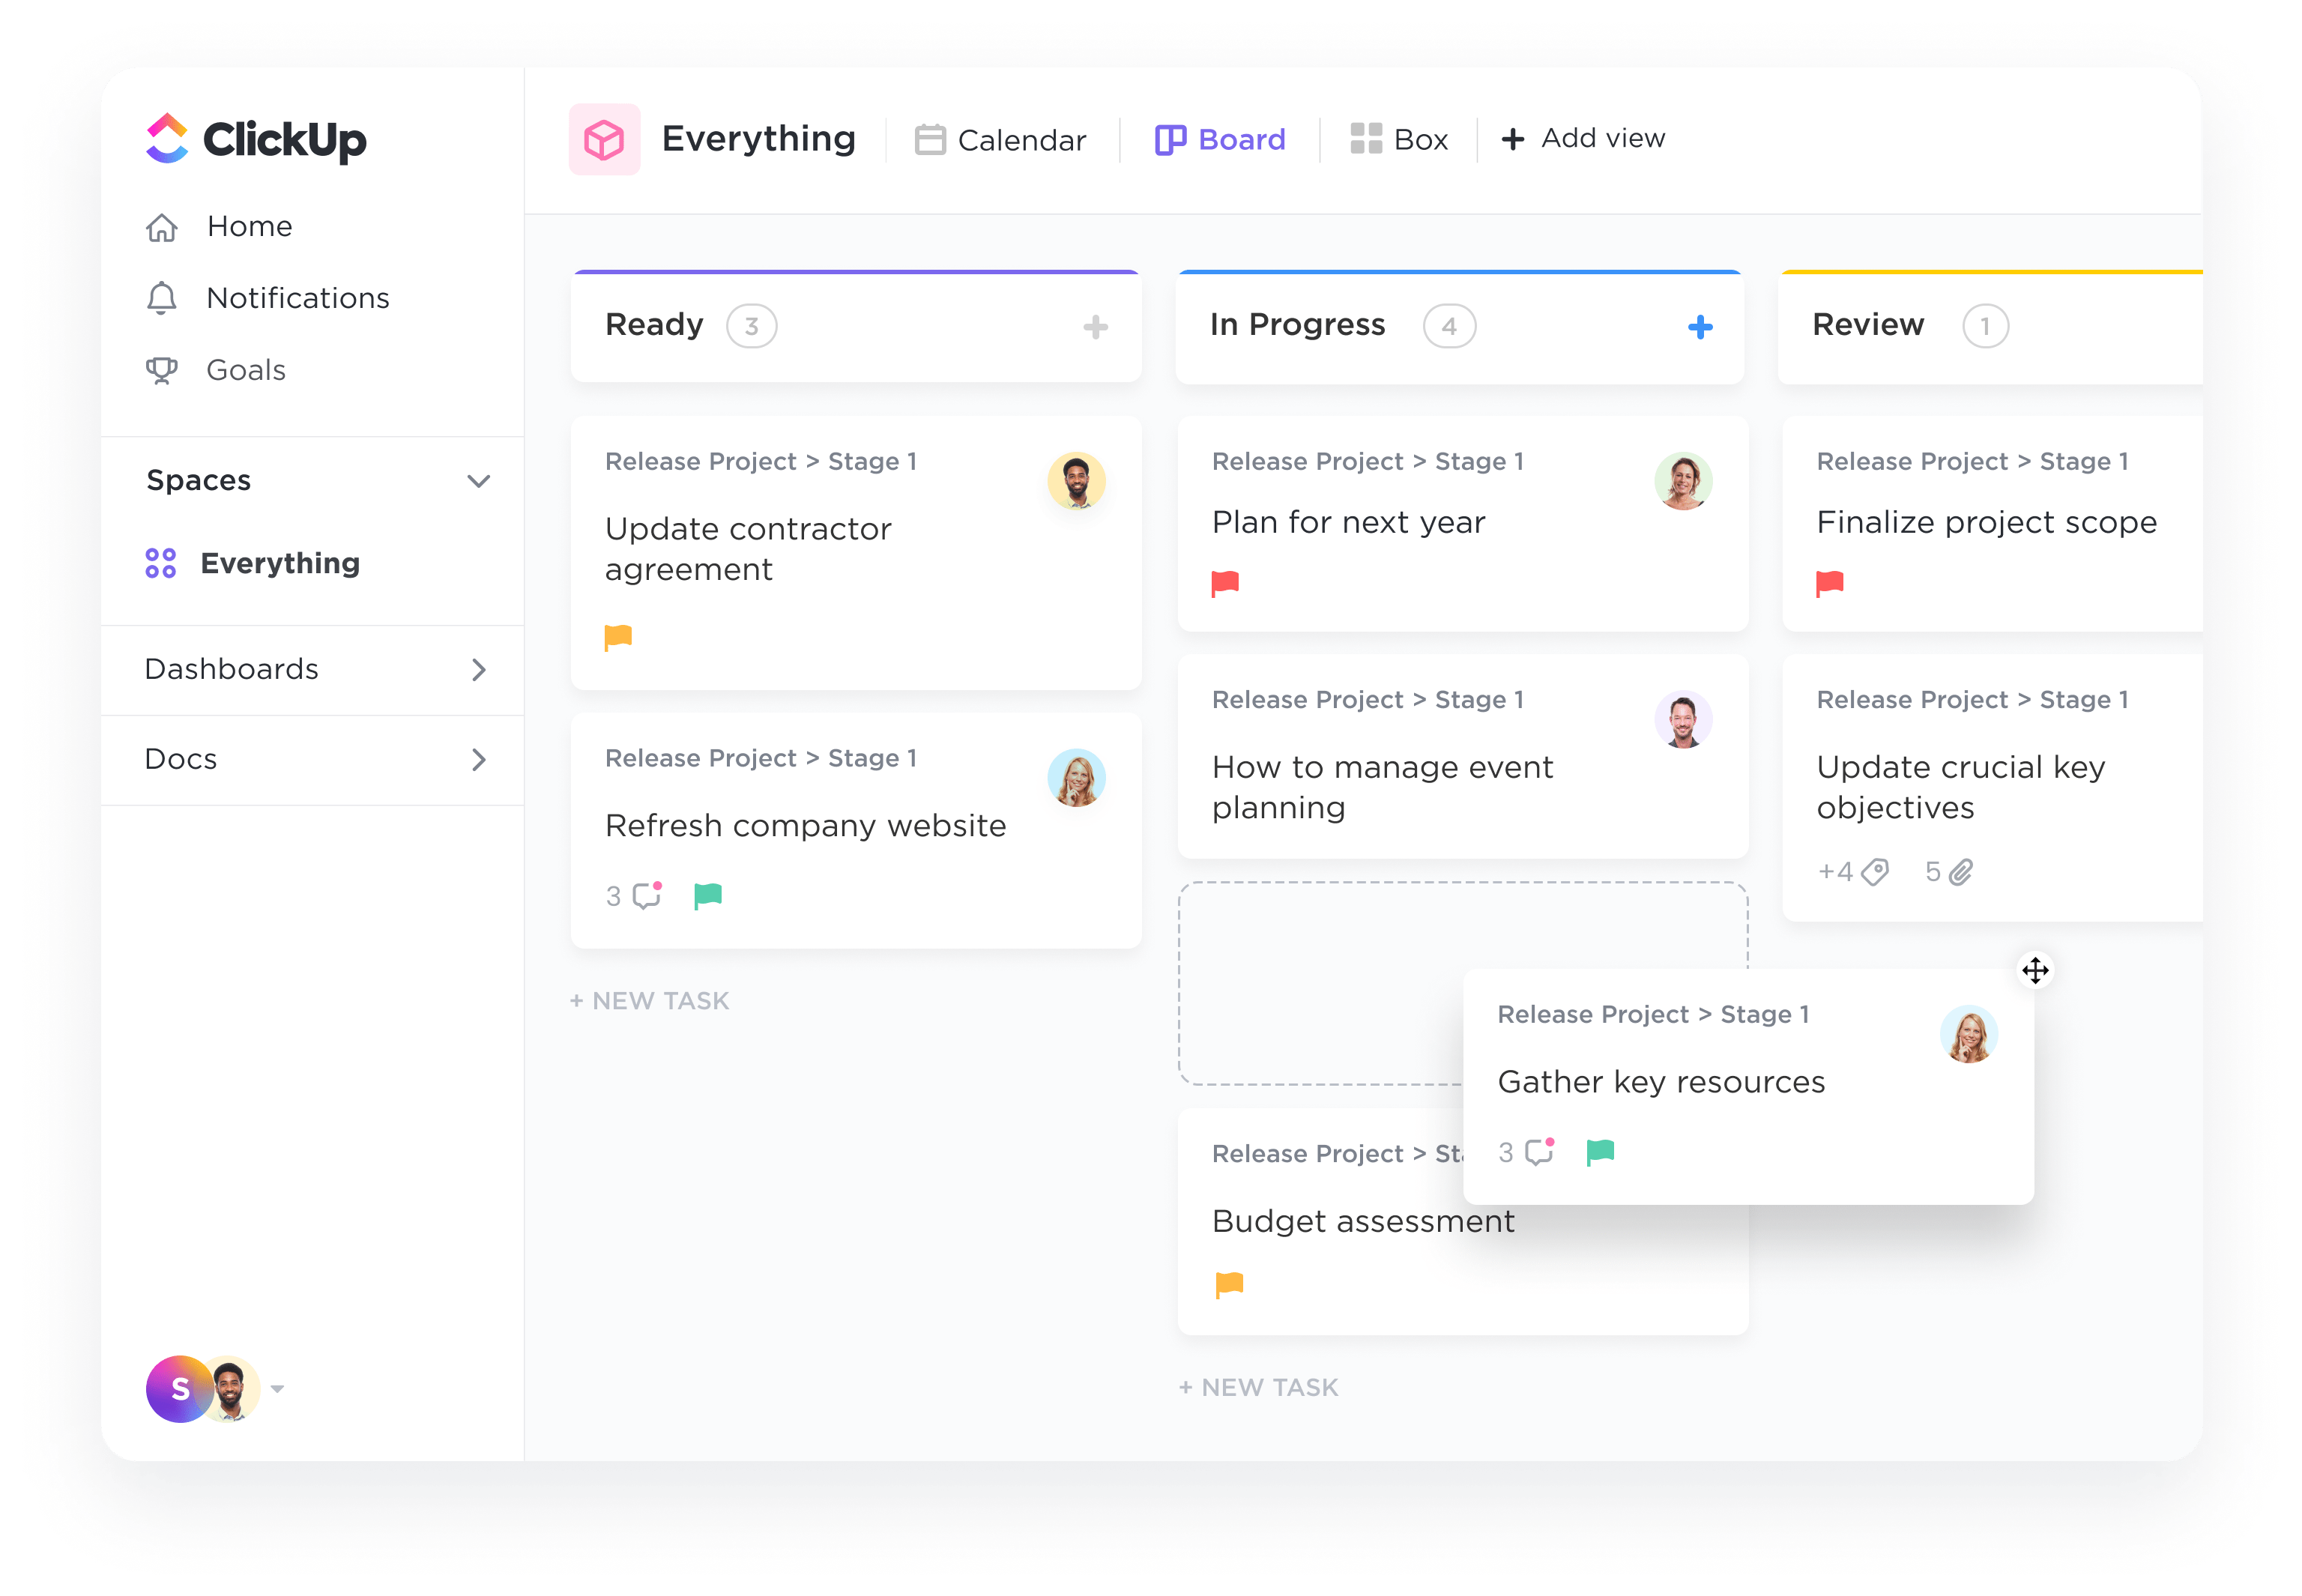 ClickUp
Home
Notifications
Goals
Spaces
Everything
Dashboards
Docs
S
Everything
Calendar
Board
Box
+ Add view
Ready 3 +
Release Project > Stage 1
Update contractor
agreement
Release Project > Stage 1
Refresh company website
3
+ NEW TASK
In Progress 4 +
Release Project > Stage 1
Plan for next year
Release Project > Stage 1
How to manage event
planning
Release Project > Stage 1
Gather key resources
3
Release Project >
Budget assessment
+ NEW TASK
Review 1
Release Project > Stage 1
Finalize project scope
Release Project > Stage 1
Update crucial key
objectives
+4 5